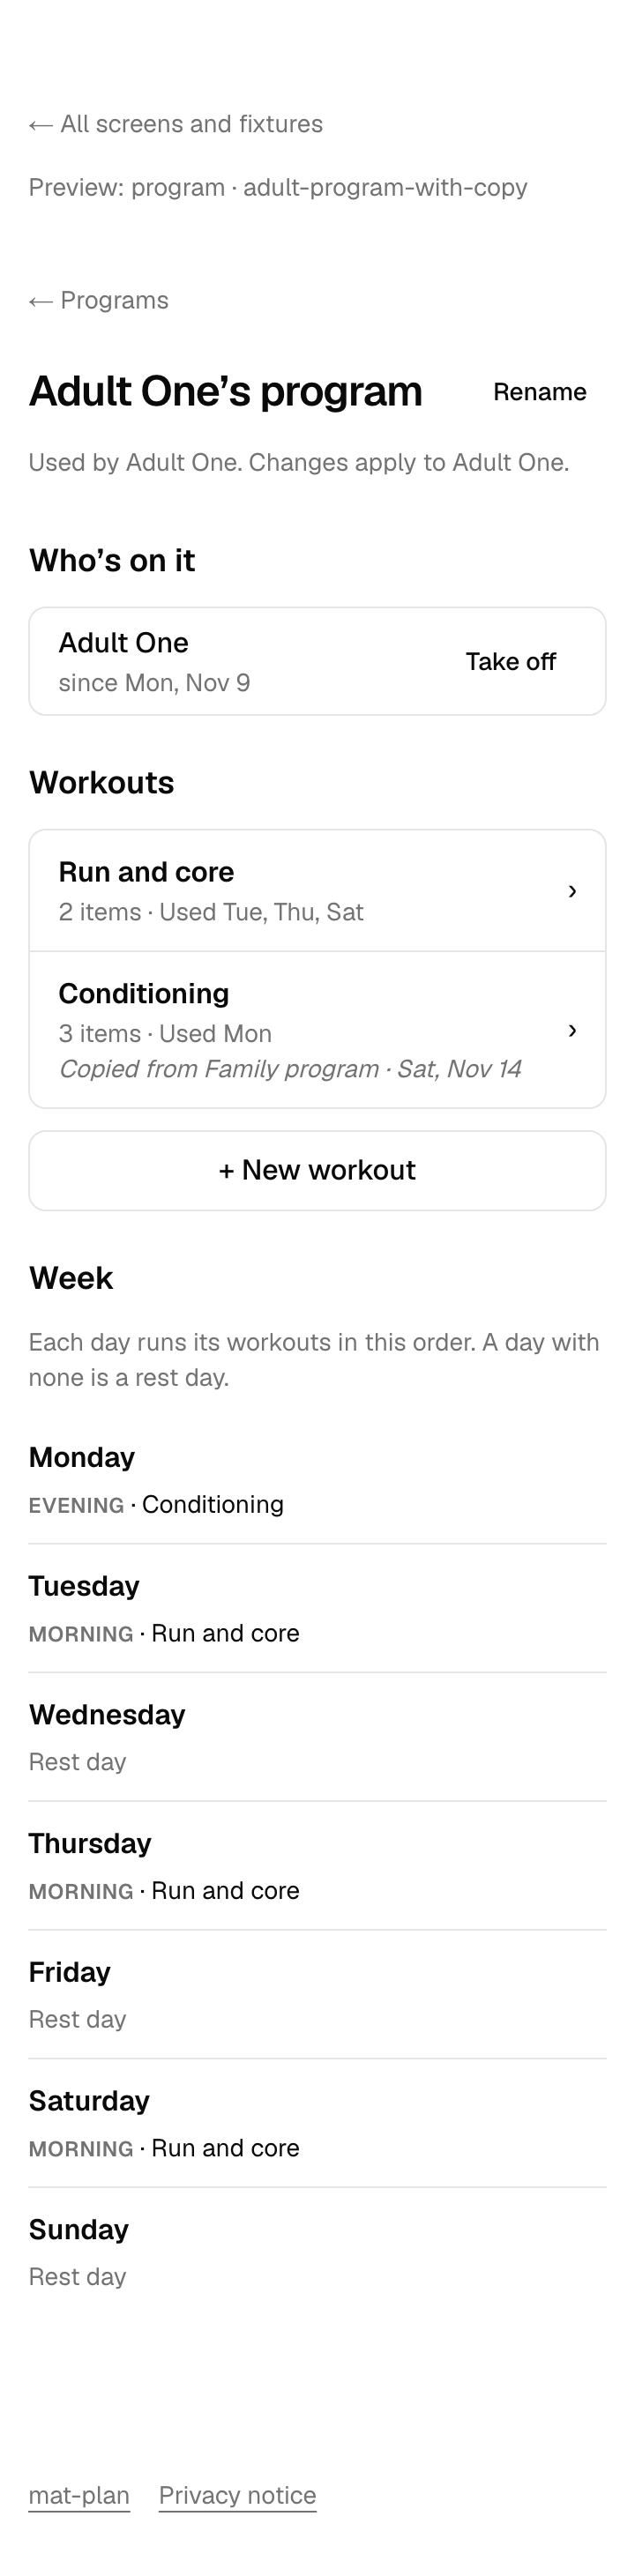 ← All screens and fixtures
Preview: program · adult-program-with-copy
← Programs
Adult One’s program
Rename
Used by Adult One. Changes apply to Adult One.
Who’s on it
Adult One
since Mon, Nov 9
Take off
Workouts
Run and core
2 items · Used Tue, Thu, Sat
›
Conditioning
3 items · Used Mon
Copied from Family program · Sat, Nov 14
›
+ New workout
Week
Each day runs its workouts in this order. A day with
none is a rest day.
Monday
EVENING · Conditioning
Tuesday
MORNING · Run and core
Wednesday
Rest day
Thursday
MORNING · Run and core
Friday
Rest day
Saturday
MORNING · Run and core
Sunday
Rest day
mat-plan Privacy notice